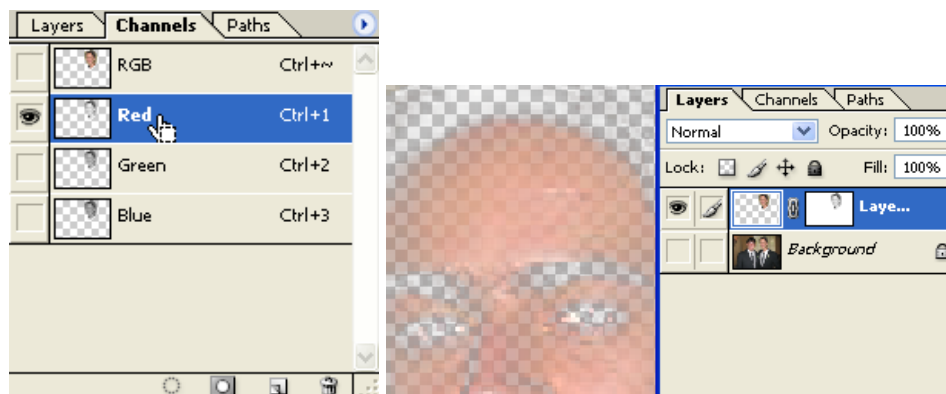 Layers Channels Paths
RGB Ctrl+~
Red Ctrl+1
Green Ctrl+2
Blue Ctrl+3
Layers Channels Paths
Normal Opacity: 100%
Lock: Fill: 100%
Laye...
Background